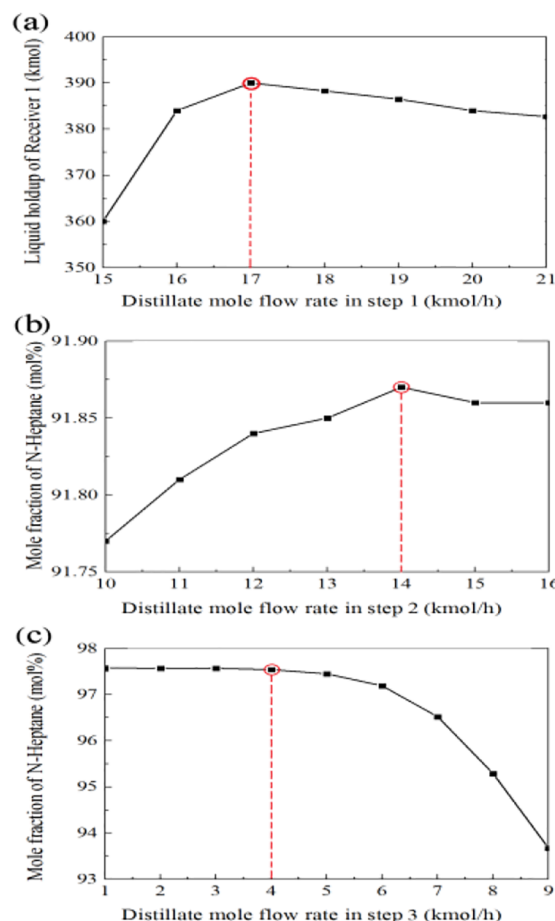 (a)
Liquid holdup of Receiver 1 (kmol)
400
390
380
370
360
350
15 16 17 18 19 20 21
Distillate mole flow rate in step 1 (kmol/h)
(b)
Mole fraction of N-Heptane (mol%)
91.90
91.85
91.80
91.75
10 11 12 13 14 15 16
Distillate mole flow rate in step 2 (kmol/h)
(c)
Mole fraction of N-Heptane (mol%)
98
97
96
95
93
93
1 2 3 4 5 6 7 8 9
Distillate mole flow rate in step 3 (kmol/h)